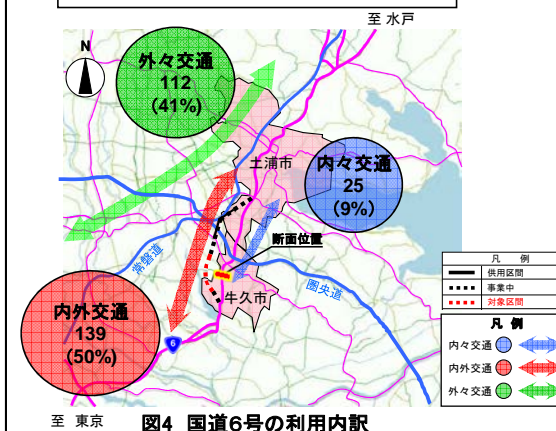 至 水戸
N
外々交通
112
(41%)
土浦市
内々交通
25
(9%)
断面位置
常磐道
牛久市
圏央道
内外交通
139
(50%)
6
凡 例
供用区間
事業中
対象区間
凡 例
内々交通
内外交通
外々交通
至 東京
図4 国道6号の利用内訳